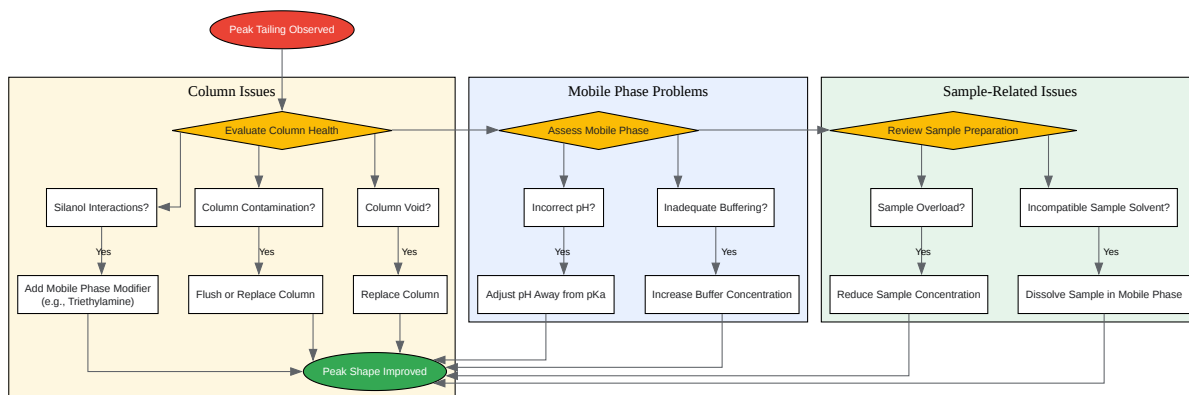 Peak Tailing Observed
Column Issues
Mobile Phase Problems
Sample-Related Issues
Evaluate Column Health
Assess Mobile Phase
Review Sample Preparation
Silanol Interactions?
Column Contamination?
Column Void?
Incorrect pH?
Inadequate Buffering?
Sample Overload?
Incompatible Sample Solvent?
Yes
Yes
Yes
Yes
Yes
Yes
Yes
Add Mobile Phase Modifier
(e.g., Triethylamine)
Flush or Replace Column
Replace Column
Adjust pH Away from pKa
Increase Buffer Concentration
Reduce Sample Concentration
Dissolve Sample in Mobile Phase
Peak Shape Improved